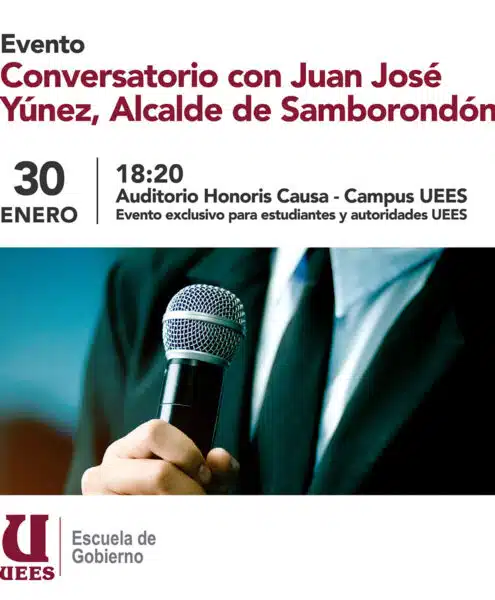 Evento
Conversatorio con Juan José
Yúnez, Alcalde de Samborondón
30
ENERO
18:20
Auditorio Honoris Causa - Campus UEES
Evento exclusivo para estudiantes y autoridades UEES
U
UEES
Escuela de
Gobierno